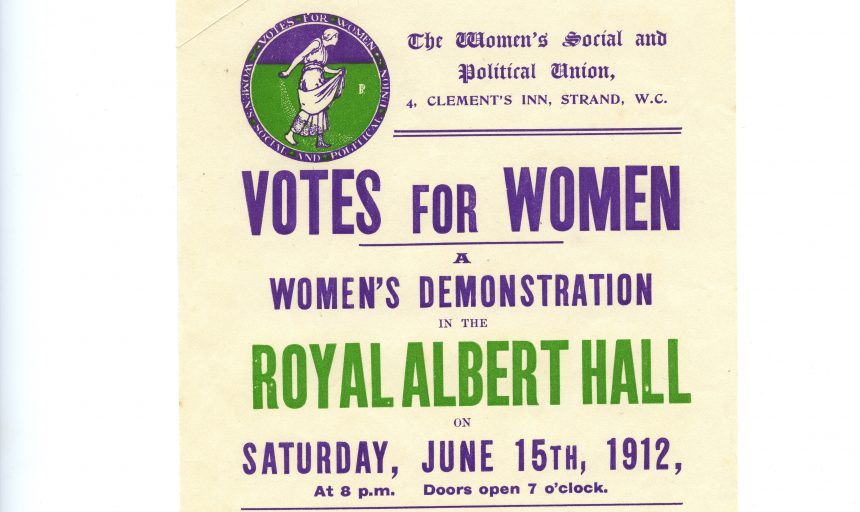 VOTES FOR WOMEN
WOMEN'S SOCIAL AND POLITICAL UNION
The Women's Social and
Political Union,
4, CLEMENT'S INN, STRAND, W.C.
VOTES FOR WOMEN
A
WOMEN'S DEMONSTRATION
IN THE
ROYAL ALBERT HALL
ON
SATURDAY, JUNE 15TH, 1912,
At 8 p.m. Doors open 7 o'clock.